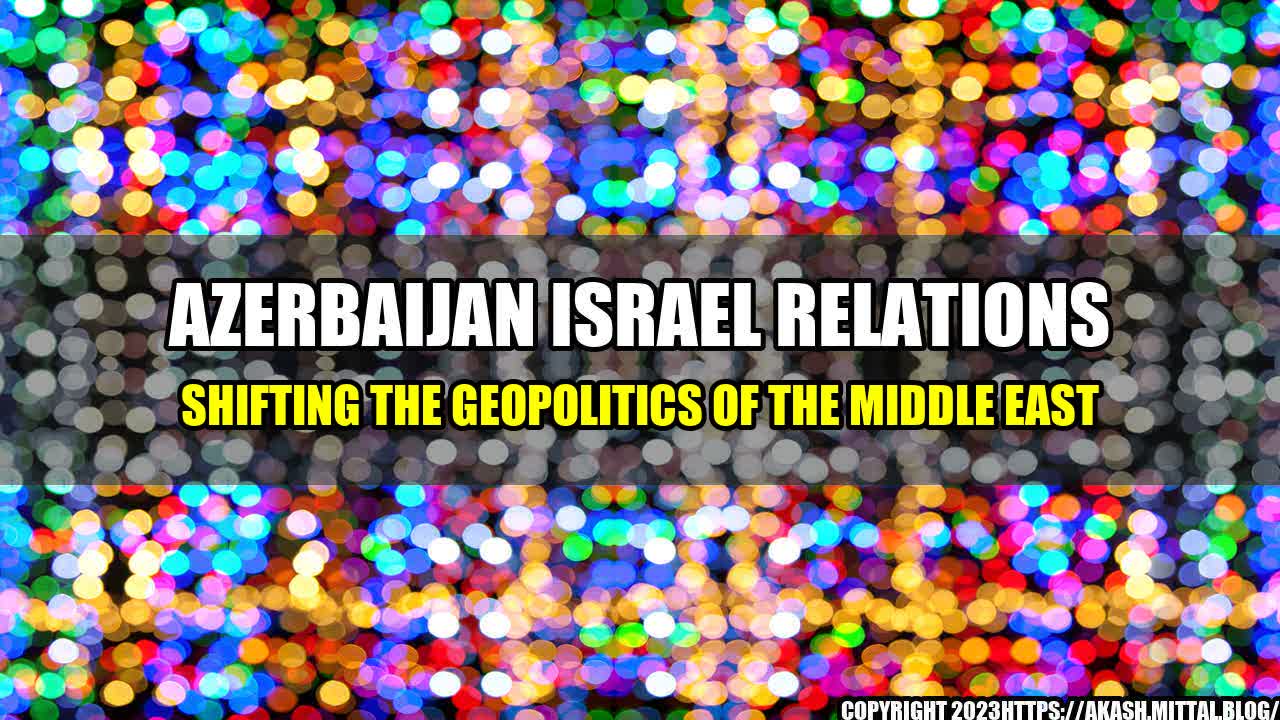 AZERBAIJAN ISRAEL RELATIONS
SHIFTING THE GEOPOLITICS OF THE MIDDLE EAST
COPYRIGHT 2023HTTPS://AKASH.MITTAL.BLOG/